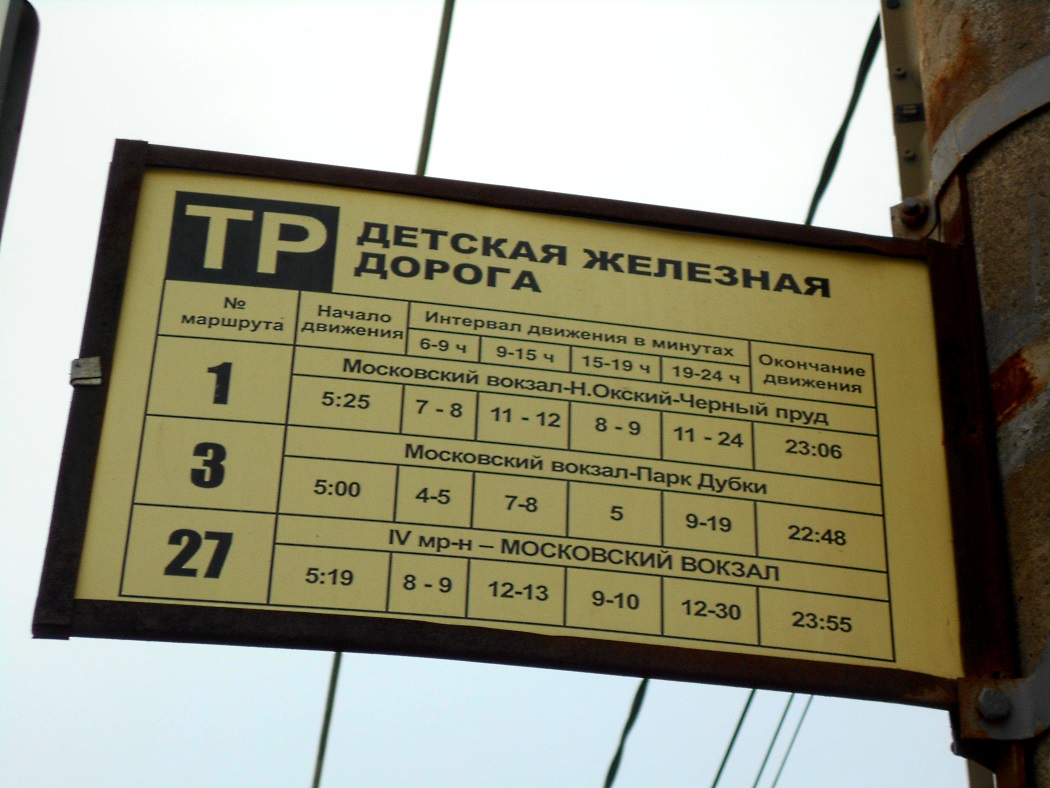 ТР ДЕТСКАЯ ЖЕЛЕЗНАЯ
ДОРОГА
№ маршрута Начало движения Интервал движения в минутах Окончание движения
6-9 ч 9-15 ч 15-19 ч 19-24 ч
1 Московский вокзал-Н.Окский-Черный пруд
5:25 7 - 8 11 - 12 8 - 9 11 - 24 23:06
3 Московский вокзал-Парк Дубки
5:00 4-5 7-8 5 9-19 22:48
27 IV мр-н – МОСКОВСКИЙ ВОКЗАЛ
5:19 8 - 9 12-13 9-10 12-30 23:55